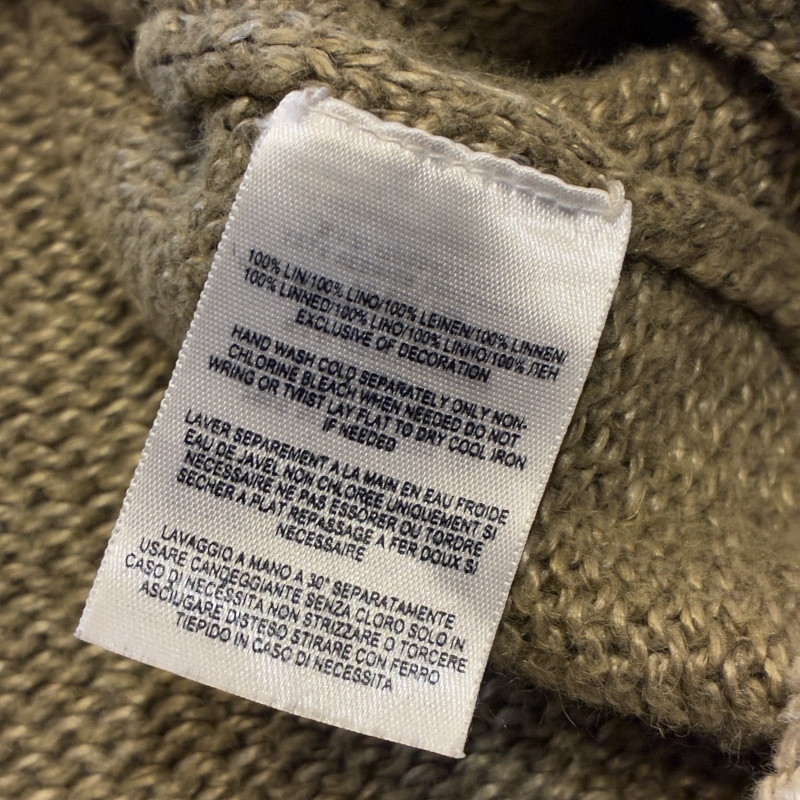 100% LIN/100% LINO/100% LEINEN/100% LINNEN/
100% LINNED/100% LINO/100% LINHO/100% ЛЕН
EXCLUSIVE OF DECORATION
HAND WASH COLD SEPARATELY ONLY NON-
CHLORINE BLEACH WHEN NEEDED DO NOT
WRING OR TWIST LAY FLAT TO DRY COOL IRON
IF NEEDED
LAVER SEPAREMENT A LA MAIN EN EAU FROIDE
EAU DE JAVEL NON CHLOREE UNIQUEMENT SI
NECESSAIRE NE PAS ESSORER OU TORDRE
SECHER A PLAT REPASSAGE A FER DOUX SI
NECESSAIRE
LAVAGGIO A MANO A 30° SEPARATAMENTE
USARE CANDEGGIANTE SENZA CLORO SOLO IN
CASO DI NECESSITA NON STRIZZARE O TORCERE
ASCIUGARE DISTESO STIRARE CON FERRO
TIEPIDO IN CASO DI NECESSITA